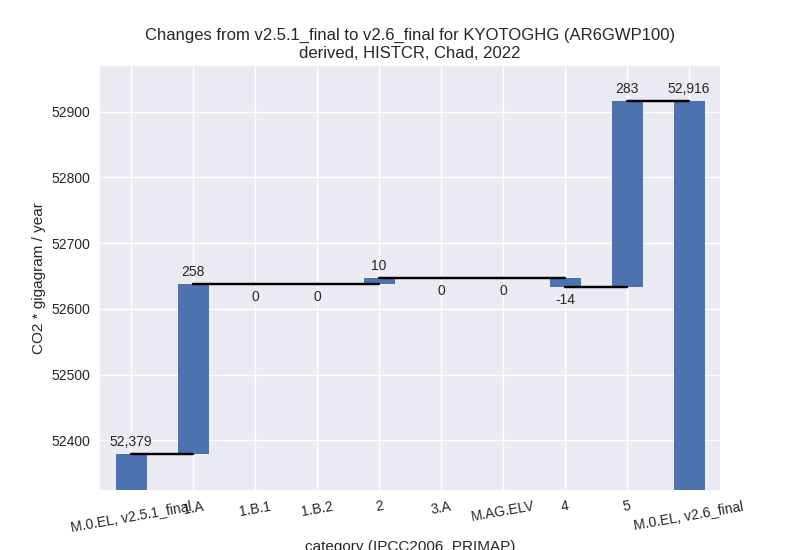 Changes from v2.5.1_final to v2.6_final for KYOTOGHG (AR6GWP100)
derived, HISTCR, Chad, 2022
CO2 * gigagram / year
52900
52800
52700
52600
52500
52400
52,379
258
0
0
10
0
0
-14
283
52,916
M.0.EL, v2.5.1_final
1.A
1.B.1
1.B.2
2
3.A
M.AG.ELV
4
5
M.0.EL, v2.6_final
category (IPCC2006_PRIMAP)